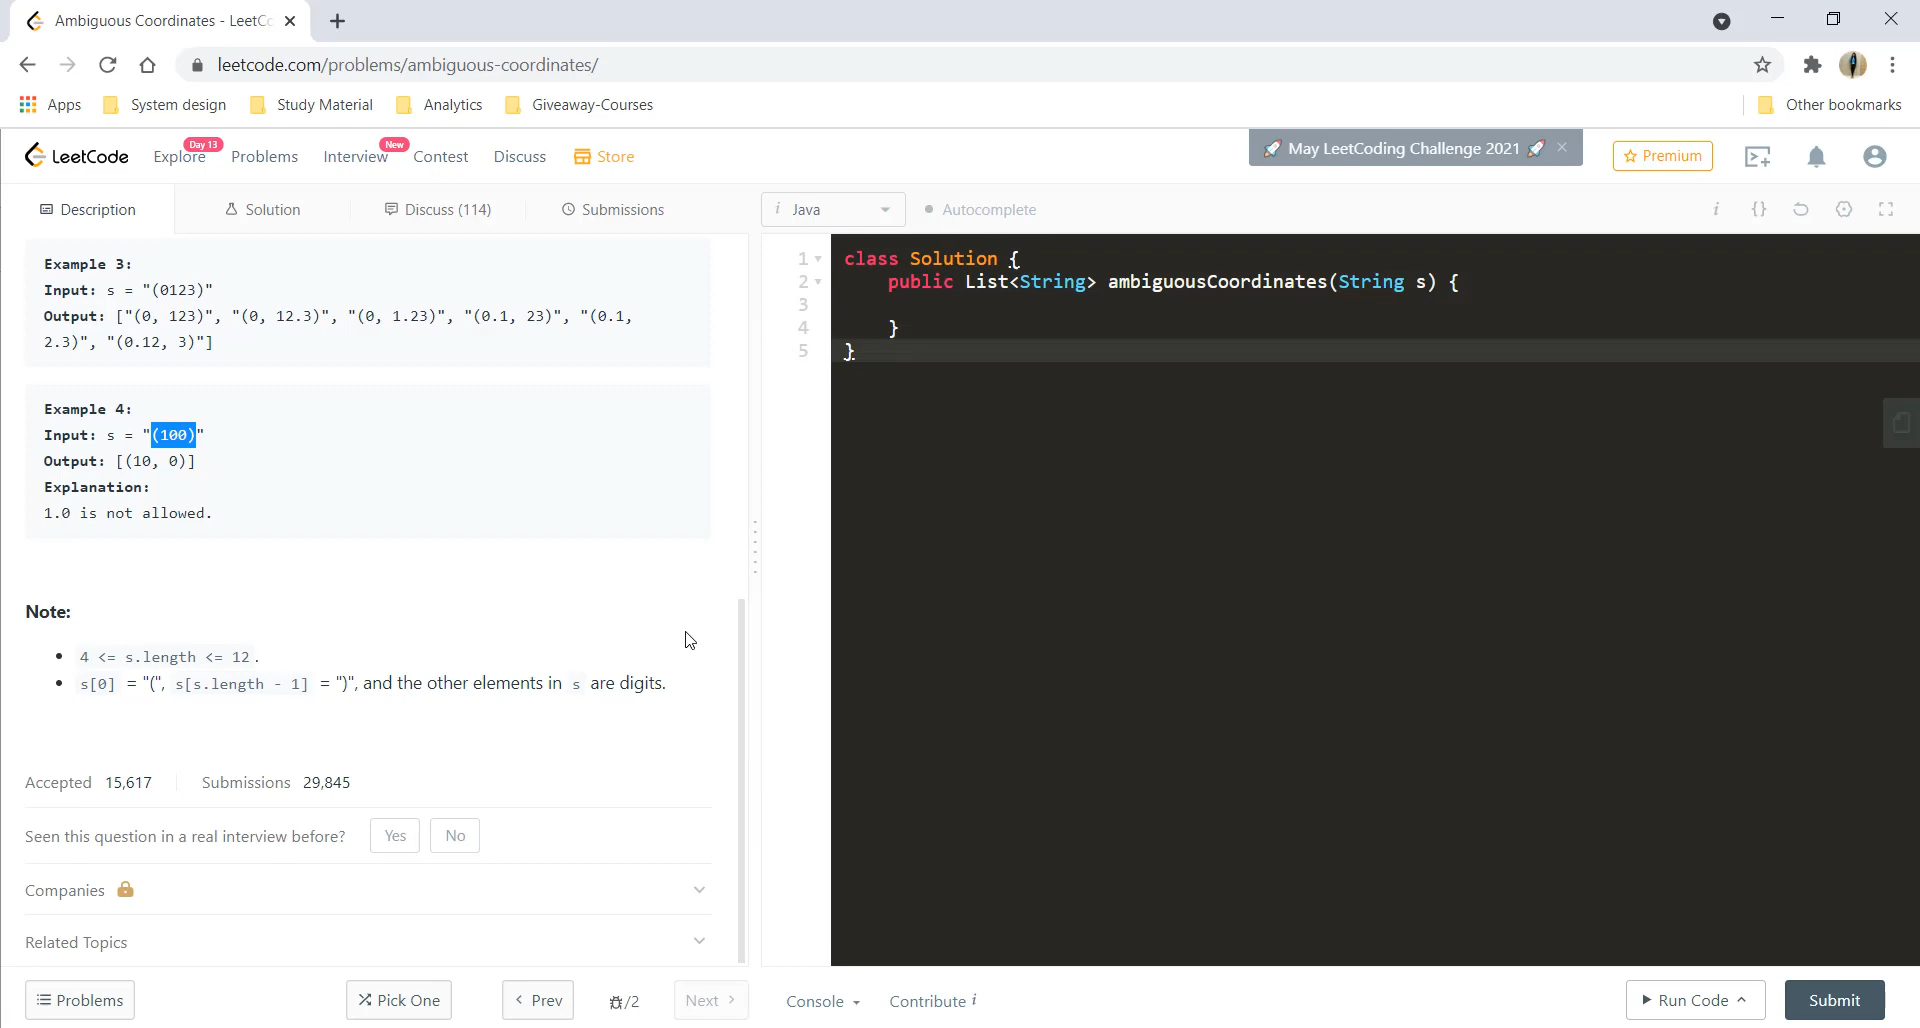 Ambiguous Coordinates - LeetCo
leetcode.com/problems/ambiguous-coordinates/
Apps System design Study Material Analytics Giveaway-Courses Other bookmarks
LeetCode Explore Day 13 Problems Interview New Contest Discuss Store 🚀 May LeetCoding Challenge 2021 🚀 Premium
Description Solution Discuss (114) Submissions i Java Autocomplete i {}
Example 3:
Input: s = "(0123)"
Output: ["(0, 123)", "(0, 12.3)", "(0, 1.23)", "(0.1, 23)", "(0.1,
2.3)", "(0.12, 3)"]
Example 4:
Input: s = "(100)"
Output: [(10, 0)]
Explanation:
1.0 is not allowed.
Note:
• 4 <= s.length <= 12.
• s[0] = "(", s[s.length - 1] = ")", and the other elements in s are digits.
Accepted 15,617 Submissions 29,845
Seen this question in a real interview before? Yes No
Companies
Related Topics
1 class Solution {
2 public List<String> ambiguousCoordinates(String s) {
3
4 }
5 }
Problems Pick One Prev /2 Next Console Contribute i Run Code Submit